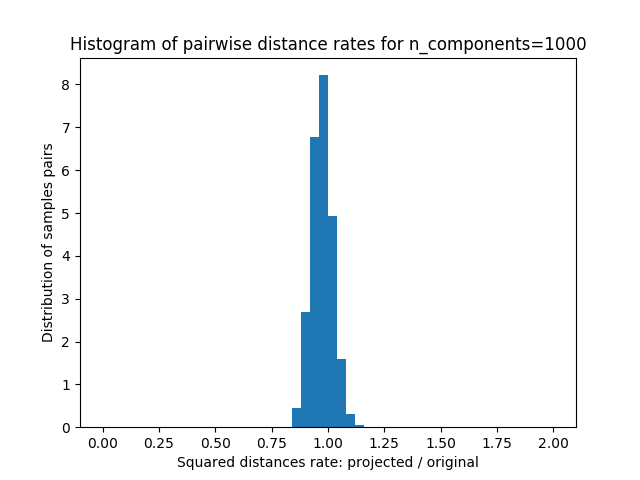 Histogram of pairwise distance rates for n_components=1000
8
7
6
5
4
3
2
1
0
Distribution of samples pairs
0.00 0.25 0.50 0.75 1.00 1.25 1.50 1.75 2.00
Squared distances rate: projected / original